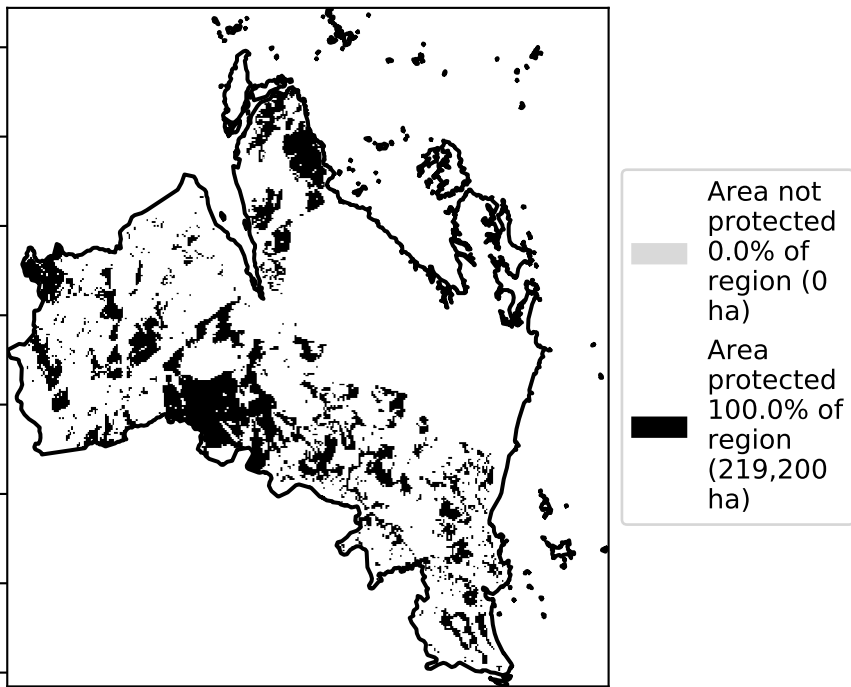 Area not
protected
0.0% of
region (0
ha)
Area
protected
100.0% of
region
(219,200
ha)